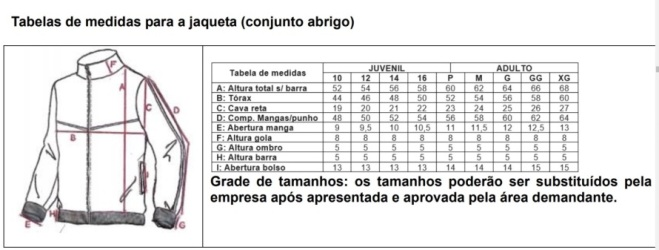 Tabelas de medidas para a jaqueta (conjunto abrigo)
F
A
C
D
B
E
H
G
Tabela de medidas JUVENIL ADULTO
10 12 14 16 P M G GG XG
A: Altura total s/ barra 52 54 56 58 60 62 64 66 68
B: Tórax 44 46 48 50 52 54 56 58 60
C: Cava reta 19 20 21 22 23 24 25 26 27
D: Comp. Mangas/punho 48 50 52 54 56 58 60 62 64
E: Abertura manga 9 9,5 10 10,5 11 11,5 12 12,5 13
F: Altura gola 8 8 8 8 8 8 8 8 8
G: Altura ombro 5 5 5 5 5 5 5 5 5
H: Altura barra 5 5 5 5 5 5 5 5 5
I: Abertura bolso 13 13 13 13 14 14 14 15 15
Grade de tamanhos: os tamanhos poderão ser substituídos pela
empresa após apresentada e aprovada pela área demandante.